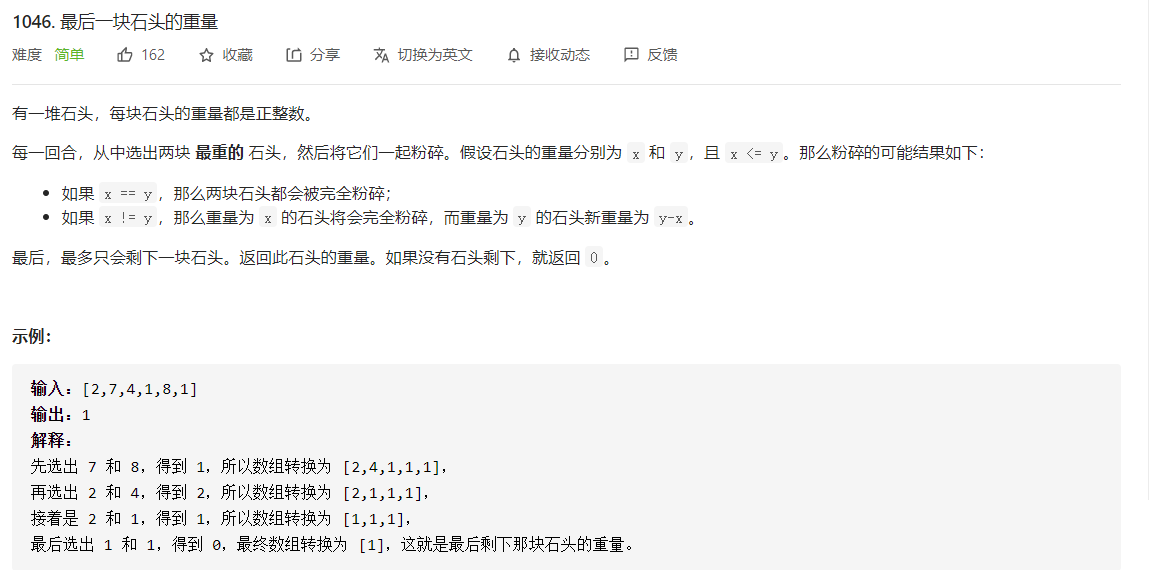 1046. 最后一块石头的重量
难度 简单 162 收藏 分享 切换为英文 接收动态 反馈
有一堆石头，每块石头的重量都是正整数。
每一回合，从中选出两块 最重的 石头，然后将它们一起粉碎。假设石头的重量分别为 x 和 y，且 x <= y。那么粉碎的可能结果如下：
如果 x == y，那么两块石头都会被完全粉碎；
如果 x != y，那么重量为 x 的石头将会完全粉碎，而重量为 y 的石头新重量为 y-x。
最后，最多只会剩下一块石头。返回此石头的重量。如果没有石头剩下，就返回 0。
示例：
输入：[2,7,4,1,8,1]
输出：1
解释：
先选出 7 和 8，得到 1，所以数组转换为 [2,4,1,1,1]，
再选出 2 和 4，得到 2，所以数组转换为 [2,1,1,1]，
接着是 2 和 1，得到 1，所以数组转换为 [1,1,1]，
最后选出 1 和 1，得到 0，最终数组转换为 [1]，这就是最后剩下那块石头的重量。